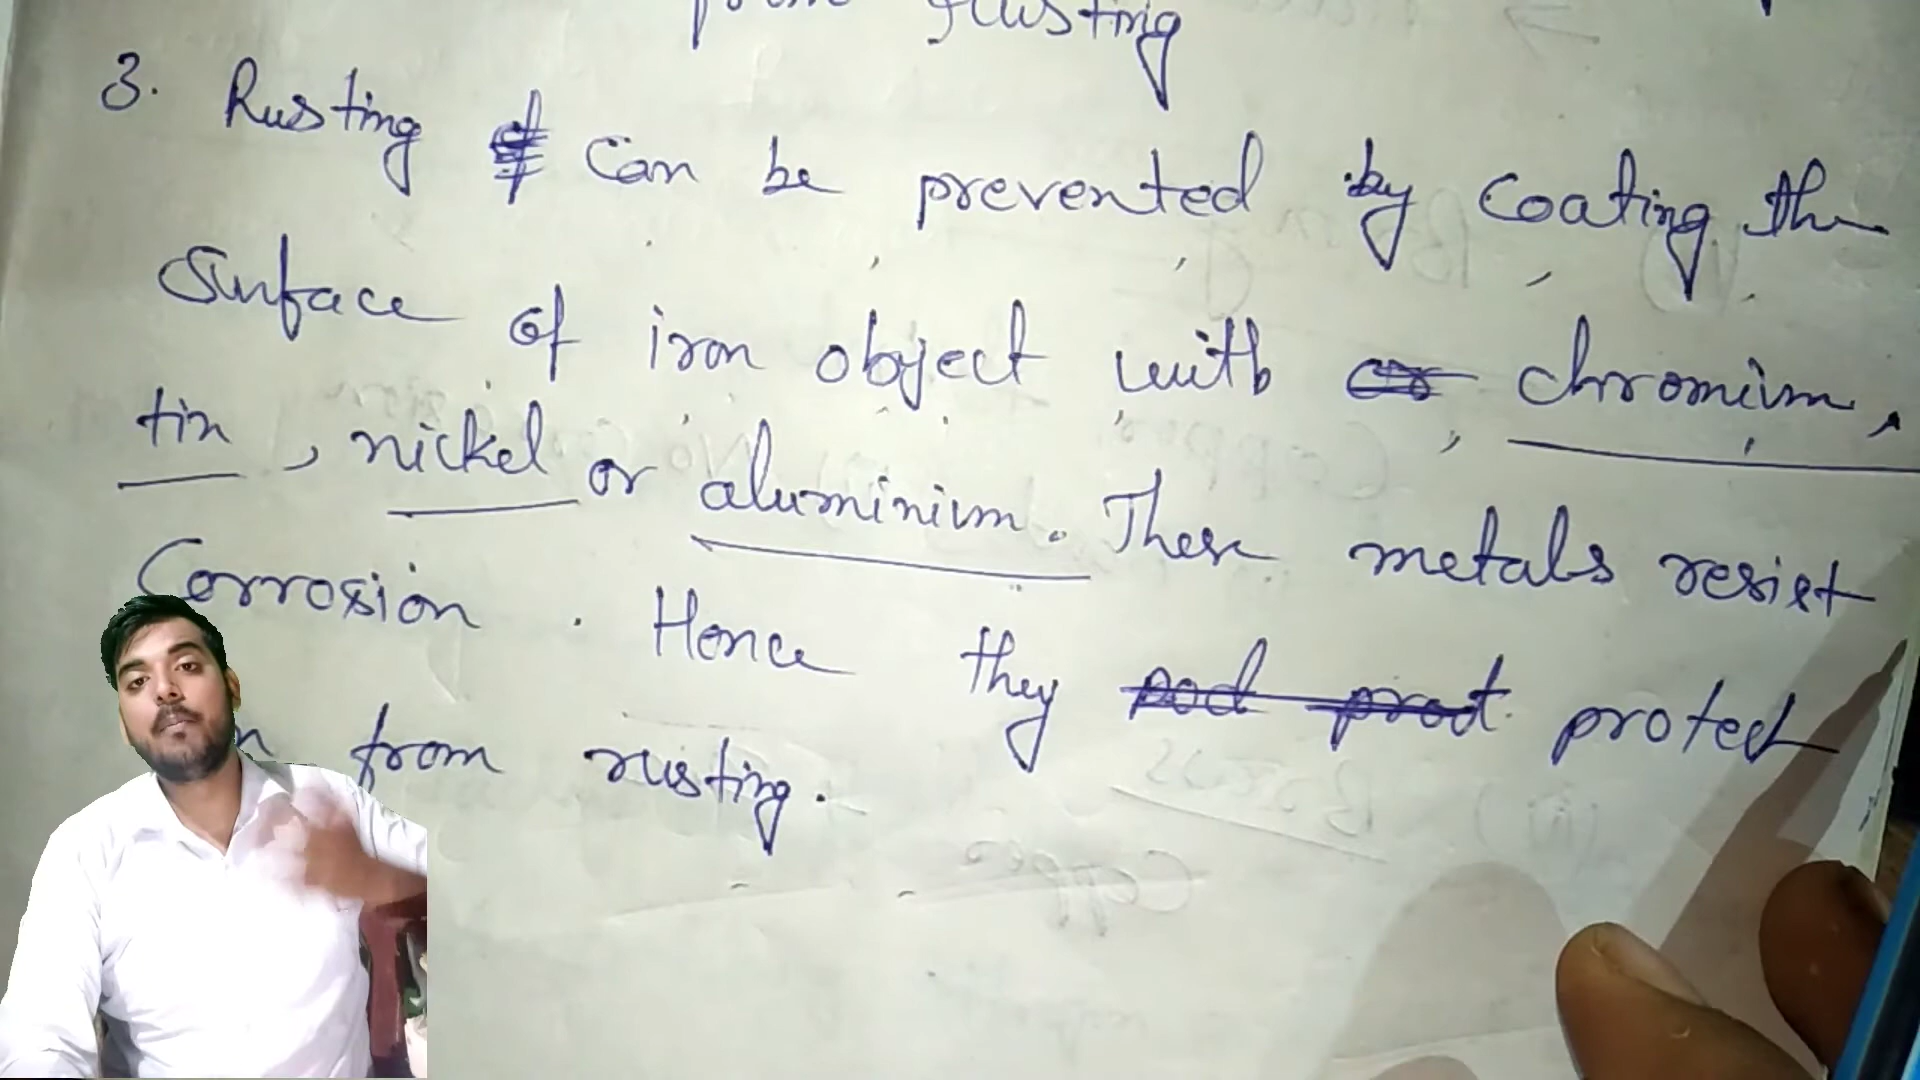 Rusting
3. Rusting can be prevented by coating the
surface of iron object with chromium,
tin, nickel or aluminium. These metals resist
Corrosion. Hence they protect
from rusting.